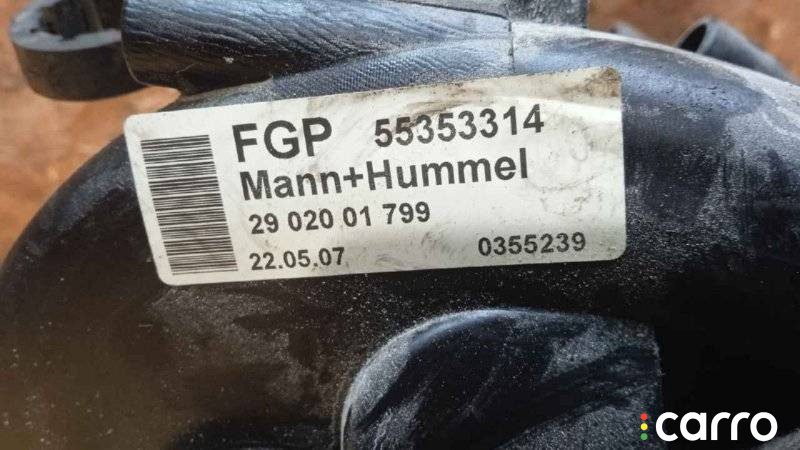 FGP 55353314
Mann+Hummel
29 020 01 799
22.05.07 0355239
carro